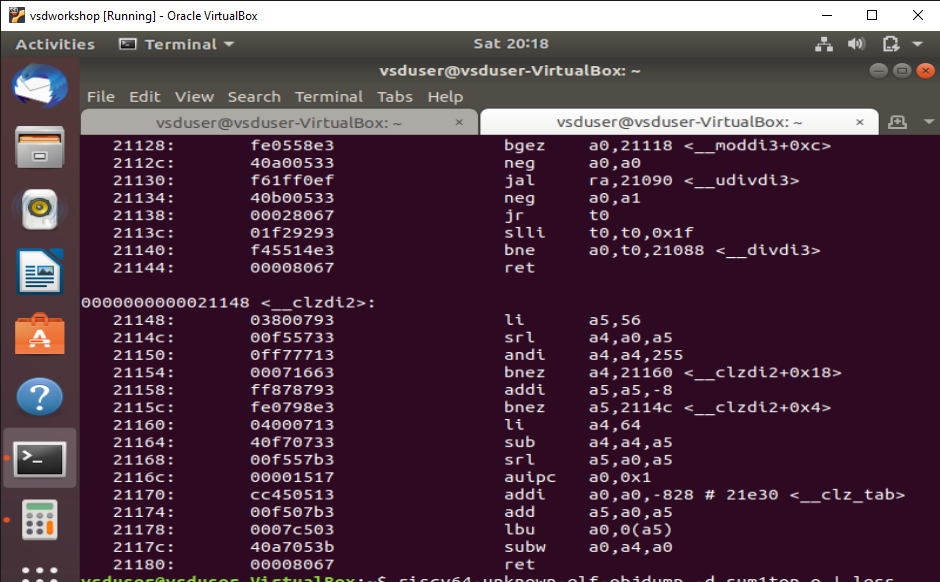 vsdworkshop [Running] - Oracle VirtualBox
Activities Terminal Sat 20:18
vsduser@vsduser-VirtualBox: ~
File Edit View Search Terminal Tabs Help
vsduser@vsduser-VirtualBox: ~ × vsduser@vsduser-VirtualBox: ~ ×
21128: fe0558e3 bgez a0,21118 <__moddi3+0xc>
2112c: 40a00533 neg a0,a0
21130: f61ff0ef jal ra,21090 <__udivdi3>
21134: 40b00533 neg a0,a1
21138: 00028067 jr t0
2113c: 01f29293 slli t0,t0,0x1f
21140: f45514e3 bne a0,t0,21088 <__divdi3>
21144: 00008067 ret
0000000000021148 <__clzdi2>:
21148: 03800793 li a5,56
2114c: 00f55733 srl a4,a0,a5
21150: 0ff77713 andi a4,a4,255
21154: 00071663 bnez a4,21160 <__clzdi2+0x18>
21158: ff878793 addi a5,a5,-8
2115c: fe0798e3 bnez a5,2114c <__clzdi2+0x4>
21160: 04000713 li a4,64
21164: 40f70733 sub a4,a4,a5
21168: 00f557b3 srl a5,a0,a5
2116c: 00001517 auipc a0,0x1
21170: cc450513 addi a0,a0,-828 # 21e30 <__clz_tab>
21174: 00f507b3 add a5,a0,a5
21178: 0007c503 lbu a0,0(a5)
2117c: 40a7053b subw a0,a4,a0
21180: 00008067 ret
vsduser@vsduser-VirtualBox:~$ riscv64-unknown-elf-objdump -d sum1ton.o | less